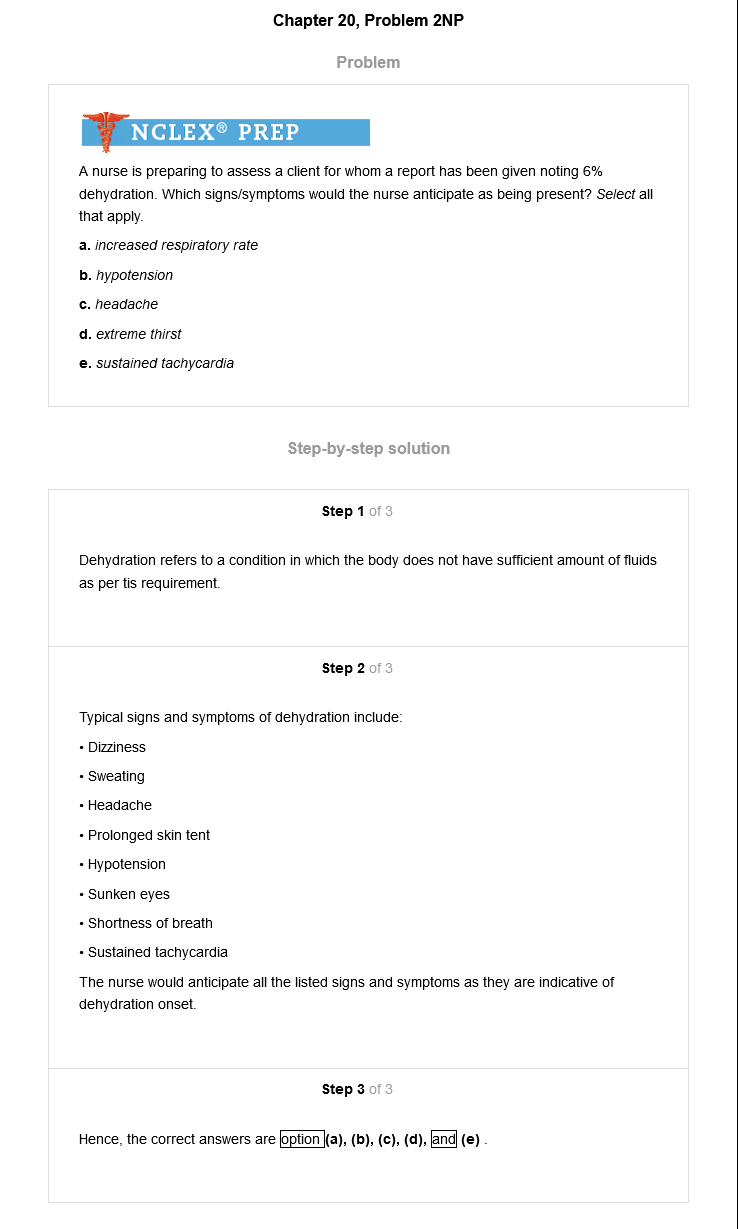 Chapter 20, Problem 2NP
Problem
NCLEX® PREP
A nurse is preparing to assess a client for whom a report has been given noting 6%
dehydration. Which signs/symptoms would the nurse anticipate as being present? Select all
that apply.
a. increased respiratory rate
b. hypotension
c. headache
d. extreme thirst
e. sustained tachycardia
Step-by-step solution
Step 1 of 3
Dehydration refers to a condition in which the body does not have sufficient amount of fluids
as per tis requirement.
Step 2 of 3
Typical signs and symptoms of dehydration include:
• Dizziness
• Sweating
• Headache
• Prolonged skin tent
• Hypotension
• Sunken eyes
• Shortness of breath
• Sustained tachycardia
The nurse would anticipate all the listed signs and symptoms as they are indicative of
dehydration onset.
Step 3 of 3
Hence, the correct answers are option (a), (b), (c), (d), and (e) .